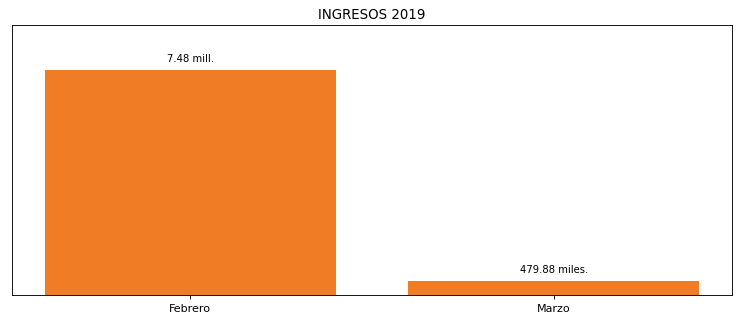 INGRESOS 2019
7.48 mill.
479.88 miles.
Febrero
Marzo